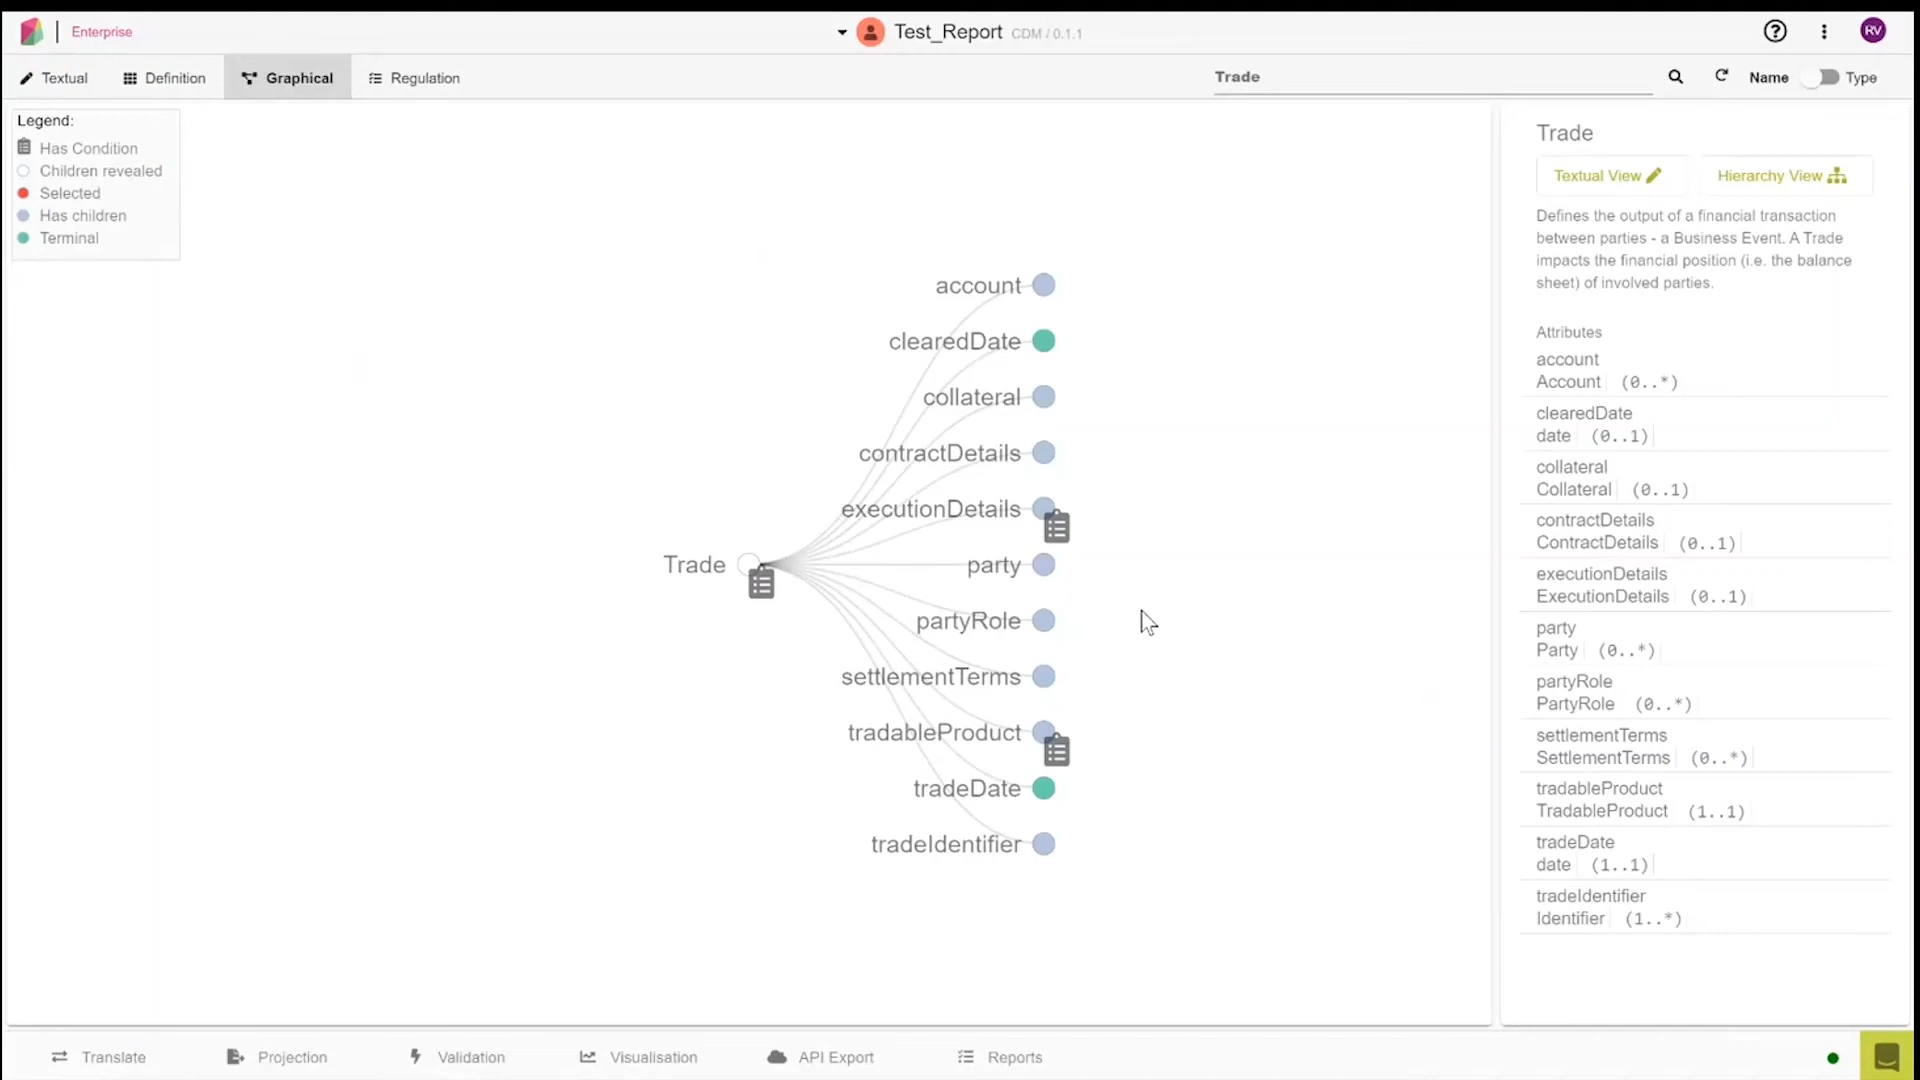 Enterprise
Test_Report CDM / 0.1.1
RV
Textual
Definition
Graphical
Regulation
Trade
Name
Type
Legend:
Has Condition
Children revealed
Selected
Has children
Terminal
account
clearedDate
collateral
contractDetails
executionDetails
Trade
party
partyRole
settlementTerms
tradableProduct
tradeDate
tradeIdentifier
Trade
Textual View
Hierarchy View
Defines the output of a financial transaction
between parties - a Business Event. A Trade
impacts the financial position (i.e. the balance
sheet) of involved parties.
Attributes
account
Account (0..*)
clearedDate
date (0..1)
collateral
Collateral (0..1)
contractDetails
ContractDetails (0..1)
executionDetails
ExecutionDetails (0..1)
party
Party (0..*)
partyRole
PartyRole (0..*)
settlementTerms
SettlementTerms (0..*)
tradableProduct
TradableProduct (1..1)
tradeDate
date (1..1)
tradeIdentifier
Identifier (1..*)
Translate
Projection
Validation
Visualisation
API Export
Reports